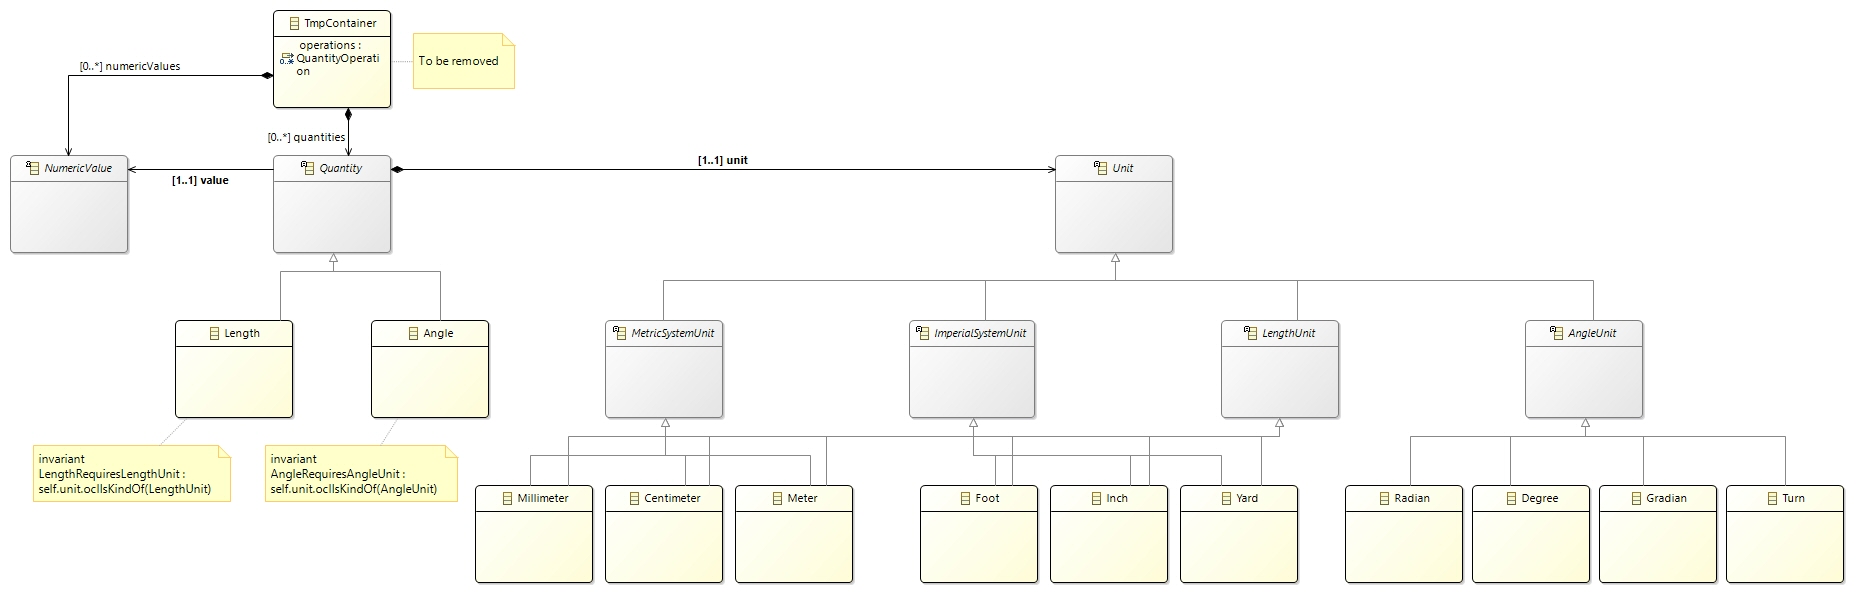 TmpContainer
operations :
QuantityOperati
on
0..*
To be removed
[0..*] numericValues
[0..*] quantities
NumericValue
Quantity
Unit
[1..1] value
[1..1] unit
Length
Angle
MetricSystemUnit
ImperialSystemUnit
LengthUnit
AngleUnit
invariant
LengthRequiresLengthUnit :
self.unit.oclIsKindOf(LengthUnit)
invariant
AngleRequiresAngleUnit :
self.unit.oclIsKindOf(AngleUnit)
Millimeter
Centimeter
Meter
Foot
Inch
Yard
Radian
Degree
Gradian
Turn